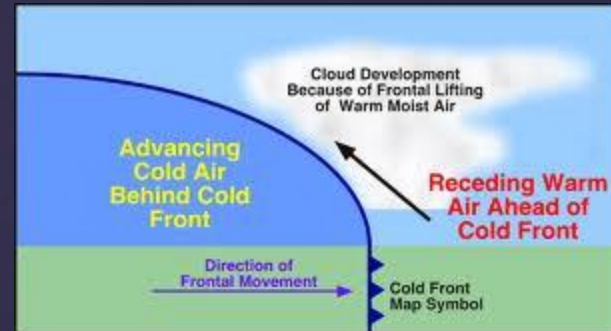 Cloud Development
Because of Frontal Lifting
of Warm Moist Air
Advancing
Cold Air
Behind Cold
Front
Receding Warm
Air Ahead of
Cold Front
Direction of
Frontal Movement
Cold Front
Map Symbol